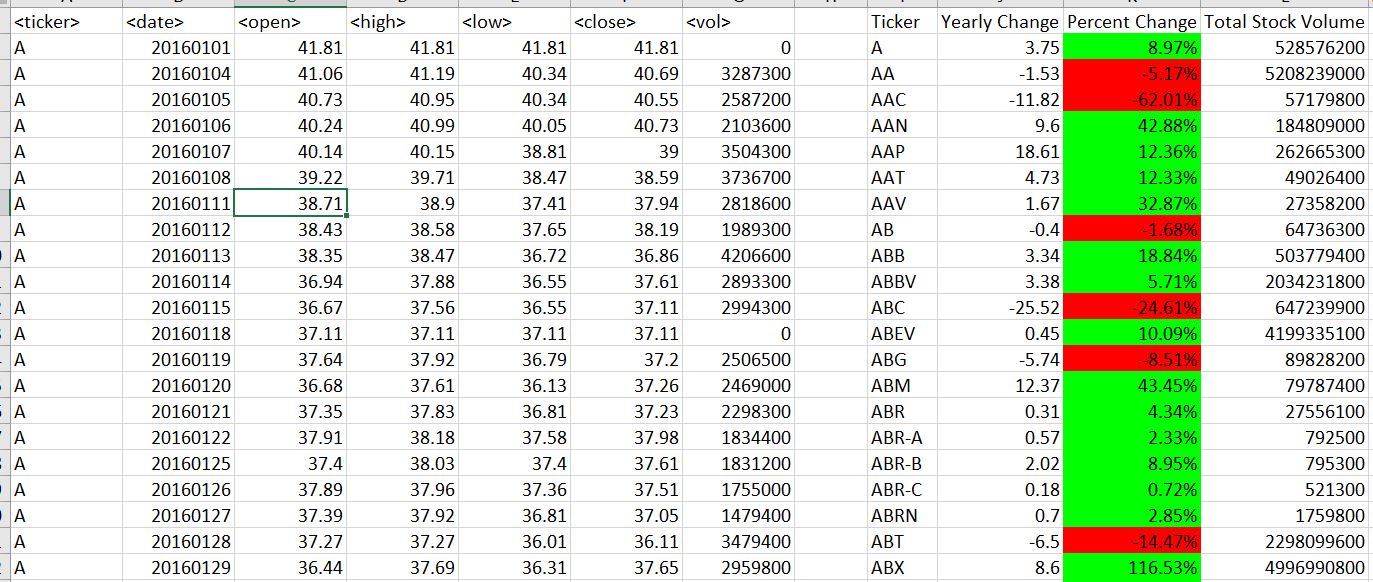 <ticker> <date> <open> <high> <low> <close> <vol> Ticker Yearly Change Percent Change Total Stock Volume
A 20160101 41.81 41.81 41.81 41.81 0 A 3.75 8.97% 528576200
A 20160104 41.06 41.19 40.34 40.69 3287300 AA -1.53 -5.17% 5208239000
A 20160105 40.73 40.95 40.34 40.55 2587200 AAC -11.82 -62.01% 57179800
A 20160106 40.24 40.99 40.05 40.73 2103600 AAN 9.6 42.88% 184809000
A 20160107 40.14 40.15 38.81 39 3504300 AAP 18.61 12.36% 262665300
A 20160108 39.22 39.71 38.47 38.59 3736700 AAT 4.73 12.33% 49026400
A 20160111 38.71 38.9 37.41 37.94 2818600 AAV 1.67 32.87% 27358200
A 20160112 38.43 38.58 37.65 38.19 1989300 AB -0.4 -1.68% 64736300
A 20160113 38.35 38.47 36.72 36.86 4206600 ABB 3.34 18.84% 503779400
A 20160114 36.94 37.88 36.55 37.61 2893300 ABBV 3.38 5.71% 2034231800
A 20160115 36.67 37.56 36.55 37.11 2994300 ABC -25.52 -24.61% 647239900
A 20160118 37.11 37.11 37.11 37.11 0 ABEV 0.45 10.09% 4199335100
A 20160119 37.64 37.92 36.79 37.2 2506500 ABG -5.74 -8.51% 89828200
A 20160120 36.68 37.61 36.13 37.26 2469000 ABM 12.37 43.45% 79787400
A 20160121 37.35 37.83 36.81 37.23 2298300 ABR 0.31 4.34% 27556100
A 20160122 37.91 38.18 37.58 37.98 1834400 ABR-A 0.57 2.33% 792500
A 20160125 37.4 38.03 37.4 37.61 1831200 ABR-B 2.02 8.95% 795300
A 20160126 37.89 37.96 37.36 37.51 1755000 ABR-C 0.18 0.72% 521300
A 20160127 37.39 37.92 36.81 37.05 1479400 ABRN 0.7 2.85% 1759800
A 20160128 37.27 37.27 36.01 36.11 3479400 ABT -6.5 -14.47% 2298099600
A 20160129 36.44 37.69 36.31 37.65 2959800 ABX 8.6 116.53% 4996990800